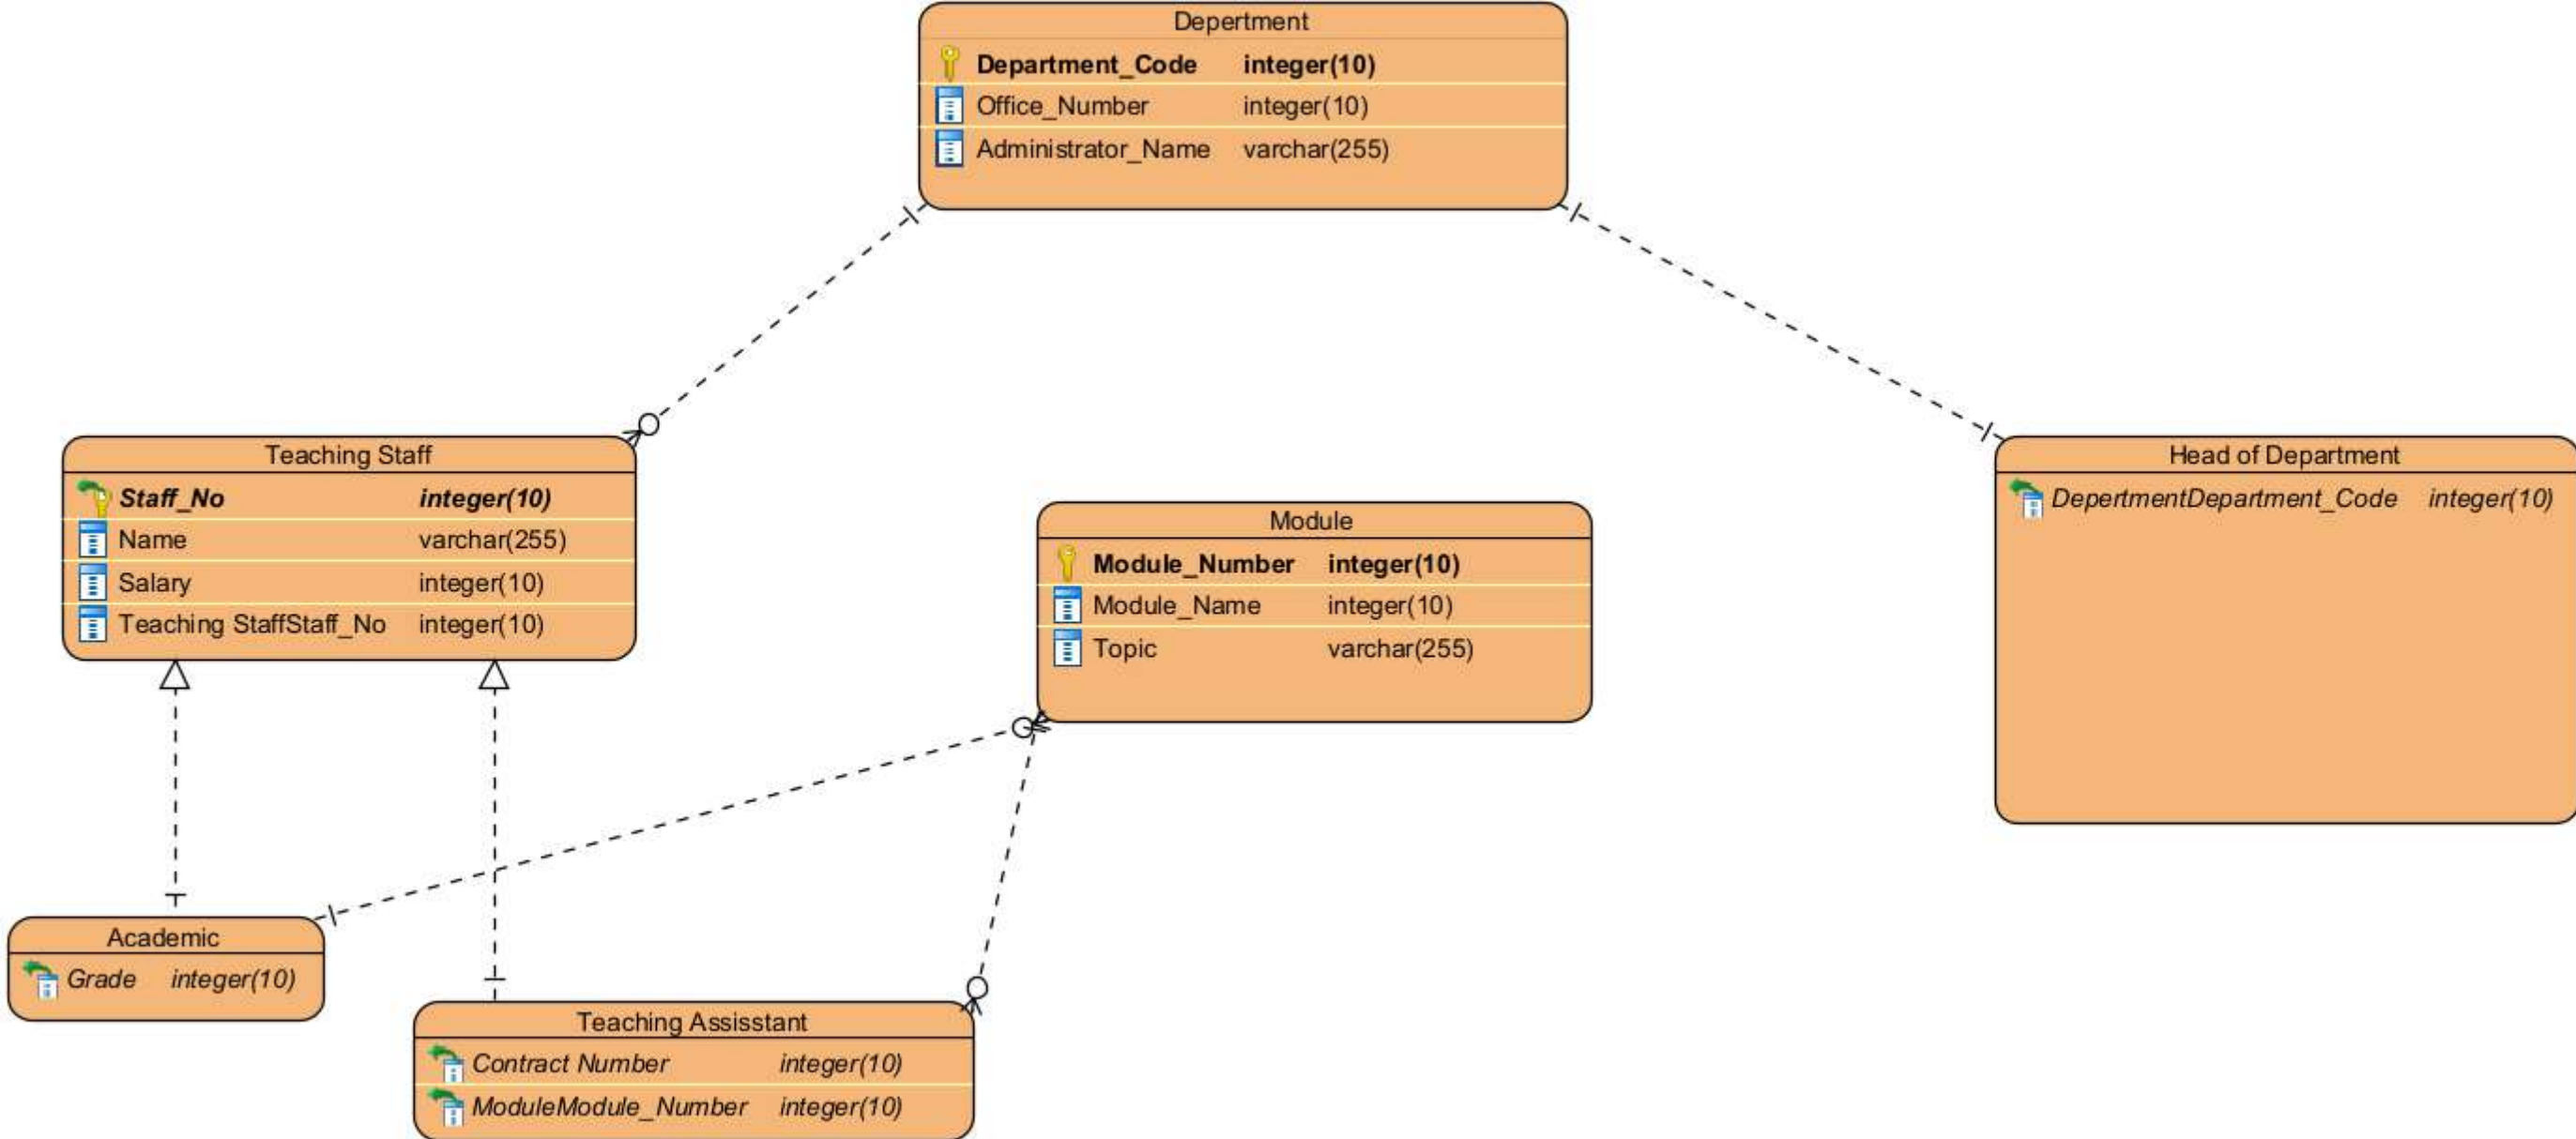 Depertment
Department_Code integer(10)
Office_Number integer(10)
Administrator_Name varchar(255)
Teaching Staff
Staff_No integer(10)
Name varchar(255)
Salary integer(10)
Teaching StaffStaff_No integer(10)
Module
Module_Number integer(10)
Module_Name integer(10)
Topic varchar(255)
Head of Department
DepertmentDepartment_Code integer(10)
Academic
Grade integer(10)
Teaching Assisstant
Contract Number integer(10)
ModuleModule_Number integer(10)